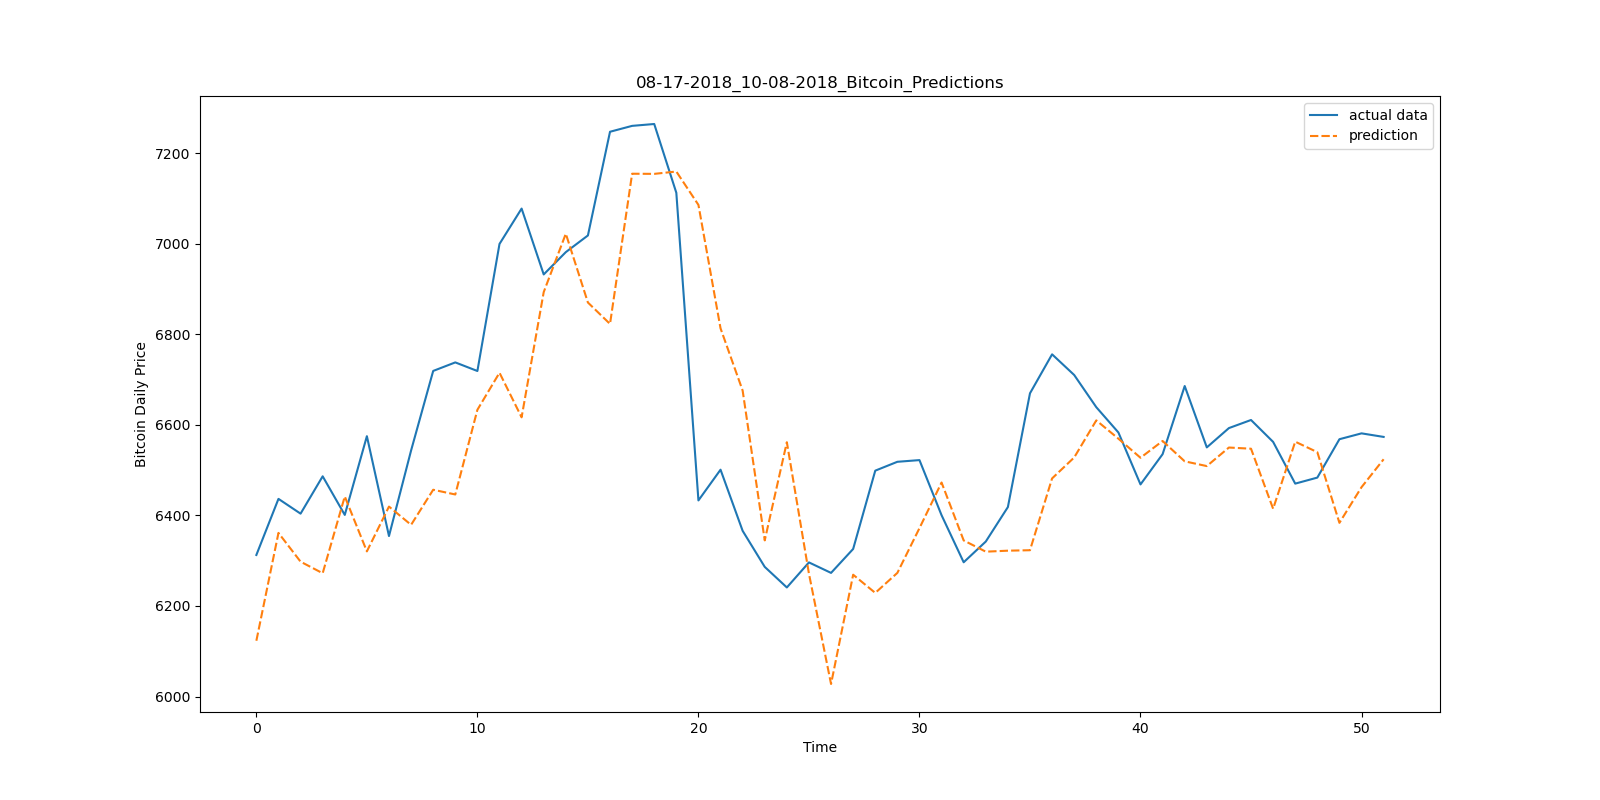 08-17-2018_10-08-2018_Bitcoin_Predictions
actual data
prediction
7200
7000
6800
6600
6400
6200
6000
Bitcoin Daily Price
0 10 20 30 40 50
Time